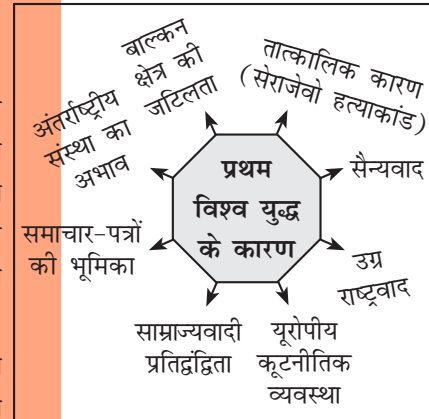 बाल्कन
क्षेत्र की
जटिलता
तात्कालिक कारण
(सेराजेवो हत्याकांड)
अंतर्राष्ट्रीय
संस्था का
अभाव
प्रथम
विश्व युद्ध
के कारण
सैन्यवाद
समाचार-पत्रों
की भूमिका
उग्र
राष्ट्रवाद
साम्राज्यवादी
प्रतिद्वंद्विता
यूरोपीय
कूटनीतिक
व्यवस्था